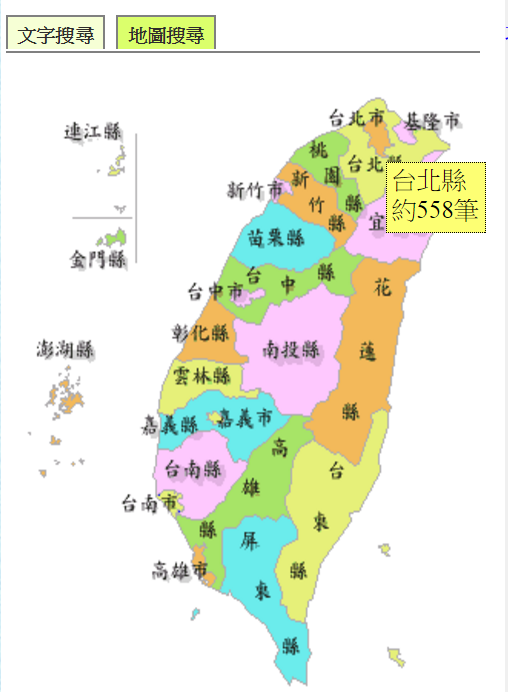 文字搜尋
地圖搜尋
連江縣
金門縣
澎湖縣
台北市
基隆市
台北縣
台北縣
約558筆
桃園縣
新竹市
新竹縣
宜
苗栗縣
台中縣
台中市
花蓮縣
彰化縣
南投縣
雲林縣
嘉義縣
嘉義市
高雄縣
台南縣
台南市
台東縣
屏東縣
高雄市